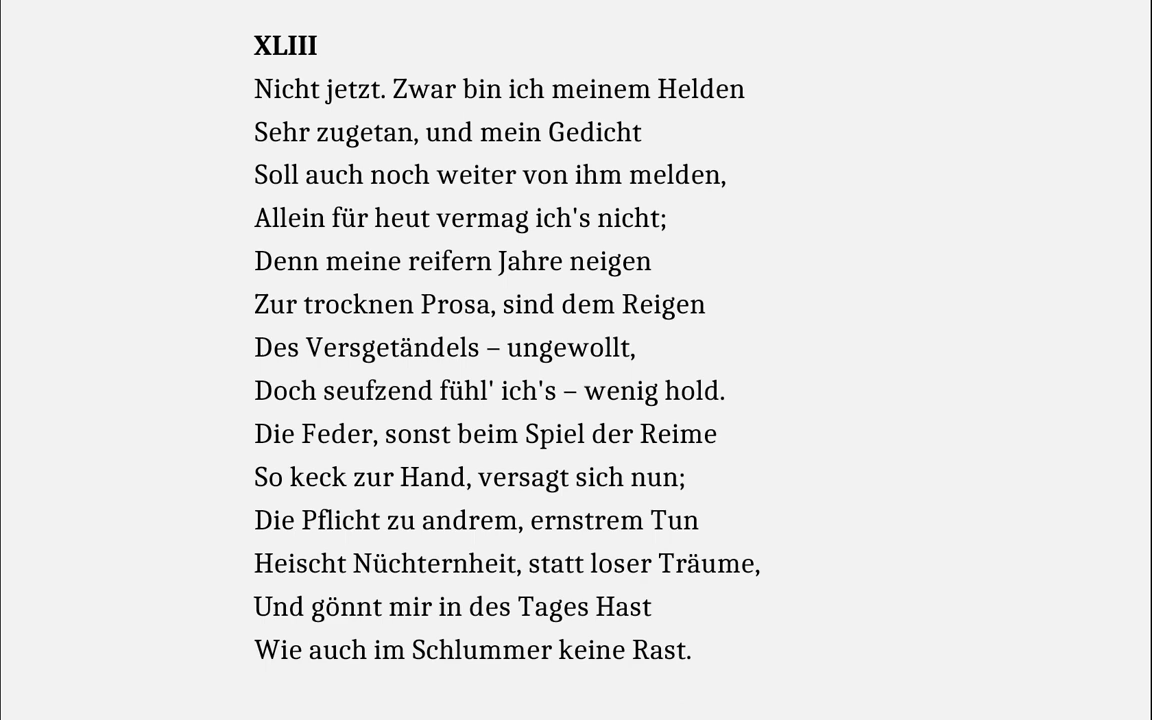 XLIII
Nicht jetzt. Zwar bin ich meinem Helden
Sehr zugetan, und mein Gedicht
Soll auch noch weiter von ihm melden,
Allein für heut vermag ich's nicht;
Denn meine reifern Jahre neigen
Zur trocknen Prosa, sind dem Reigen
Des Versgetändels – ungewollt,
Doch seufzend fühl' ich's – wenig hold.
Die Feder, sonst beim Spiel der Reime
So keck zur Hand, versagt sich nun;
Die Pflicht zu andrem, ernstrem Tun
Heischt Nüchternheit, statt loser Träume,
Und gönnt mir in des Tages Hast
Wie auch im Schlummer keine Rast.